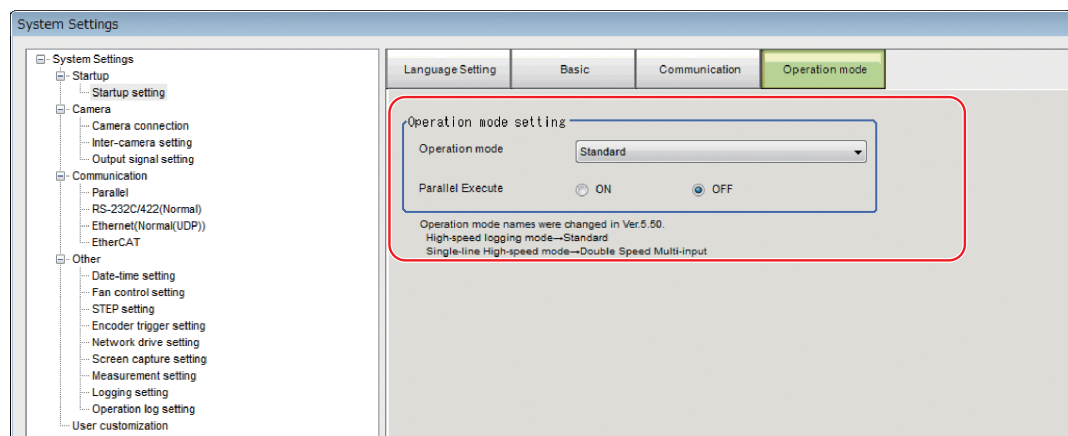 System Settings
System Settings
Startup
Startup setting
Camera
Camera connection
Inter-camera setting
Output signal setting
Communication
Parallel
RS-232C/422(Normal)
Ethernet(Normal(UDP))
EtherCAT
Other
Date-time setting
Fan control setting
STEP setting
Encoder trigger setting
Network drive setting
Screen capture setting
Measurement setting
Logging setting
Operation log setting
User customization
Language Setting Basic Communication Operation mode
Operation mode setting
Operation mode Standard
Parallel Execute ON OFF
Operation mode names were changed in Ver.5.50.
High-speed logging mode→Standard
Single-line High-speed mode→Double Speed Multi-input